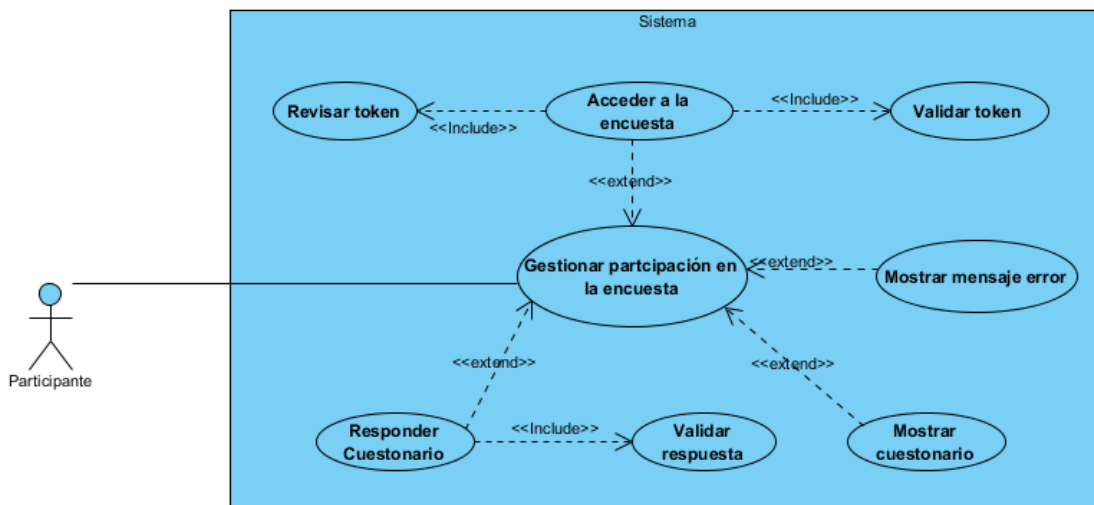 Sistema
Revisar token
<<Include>>
Acceder a la
encuesta
<<Include>>
Validar token
<<extend>>
Gestionar partcipación en
la encuesta
<<extend>>
Mostrar mensaje error
Participante
<<extend>>
<<extend>>
Responder
Cuestonario
<<Include>>
Validar
respuesta
Mostrar
cuestonario